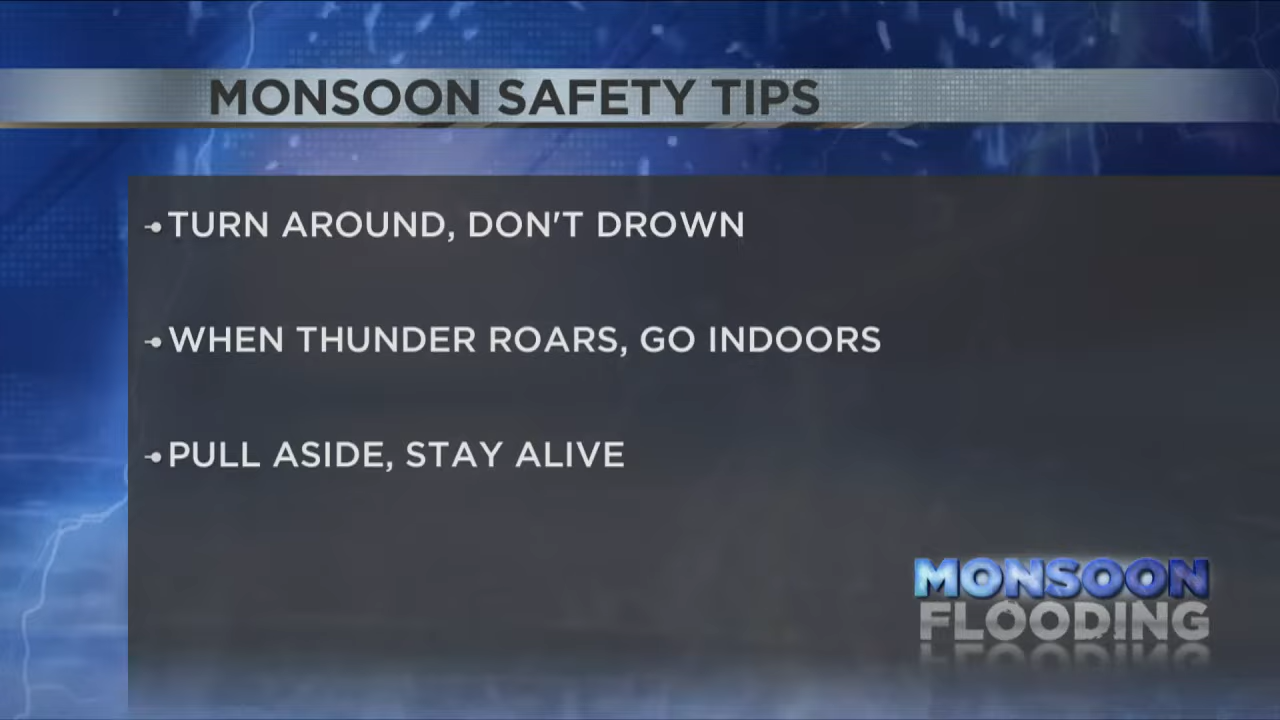 MONSOON SAFETY TIPS
TURN AROUND, DON'T DROWN
WHEN THUNDER ROARS, GO INDOORS
PULL ASIDE, STAY ALIVE
MONSOON
FLOODING